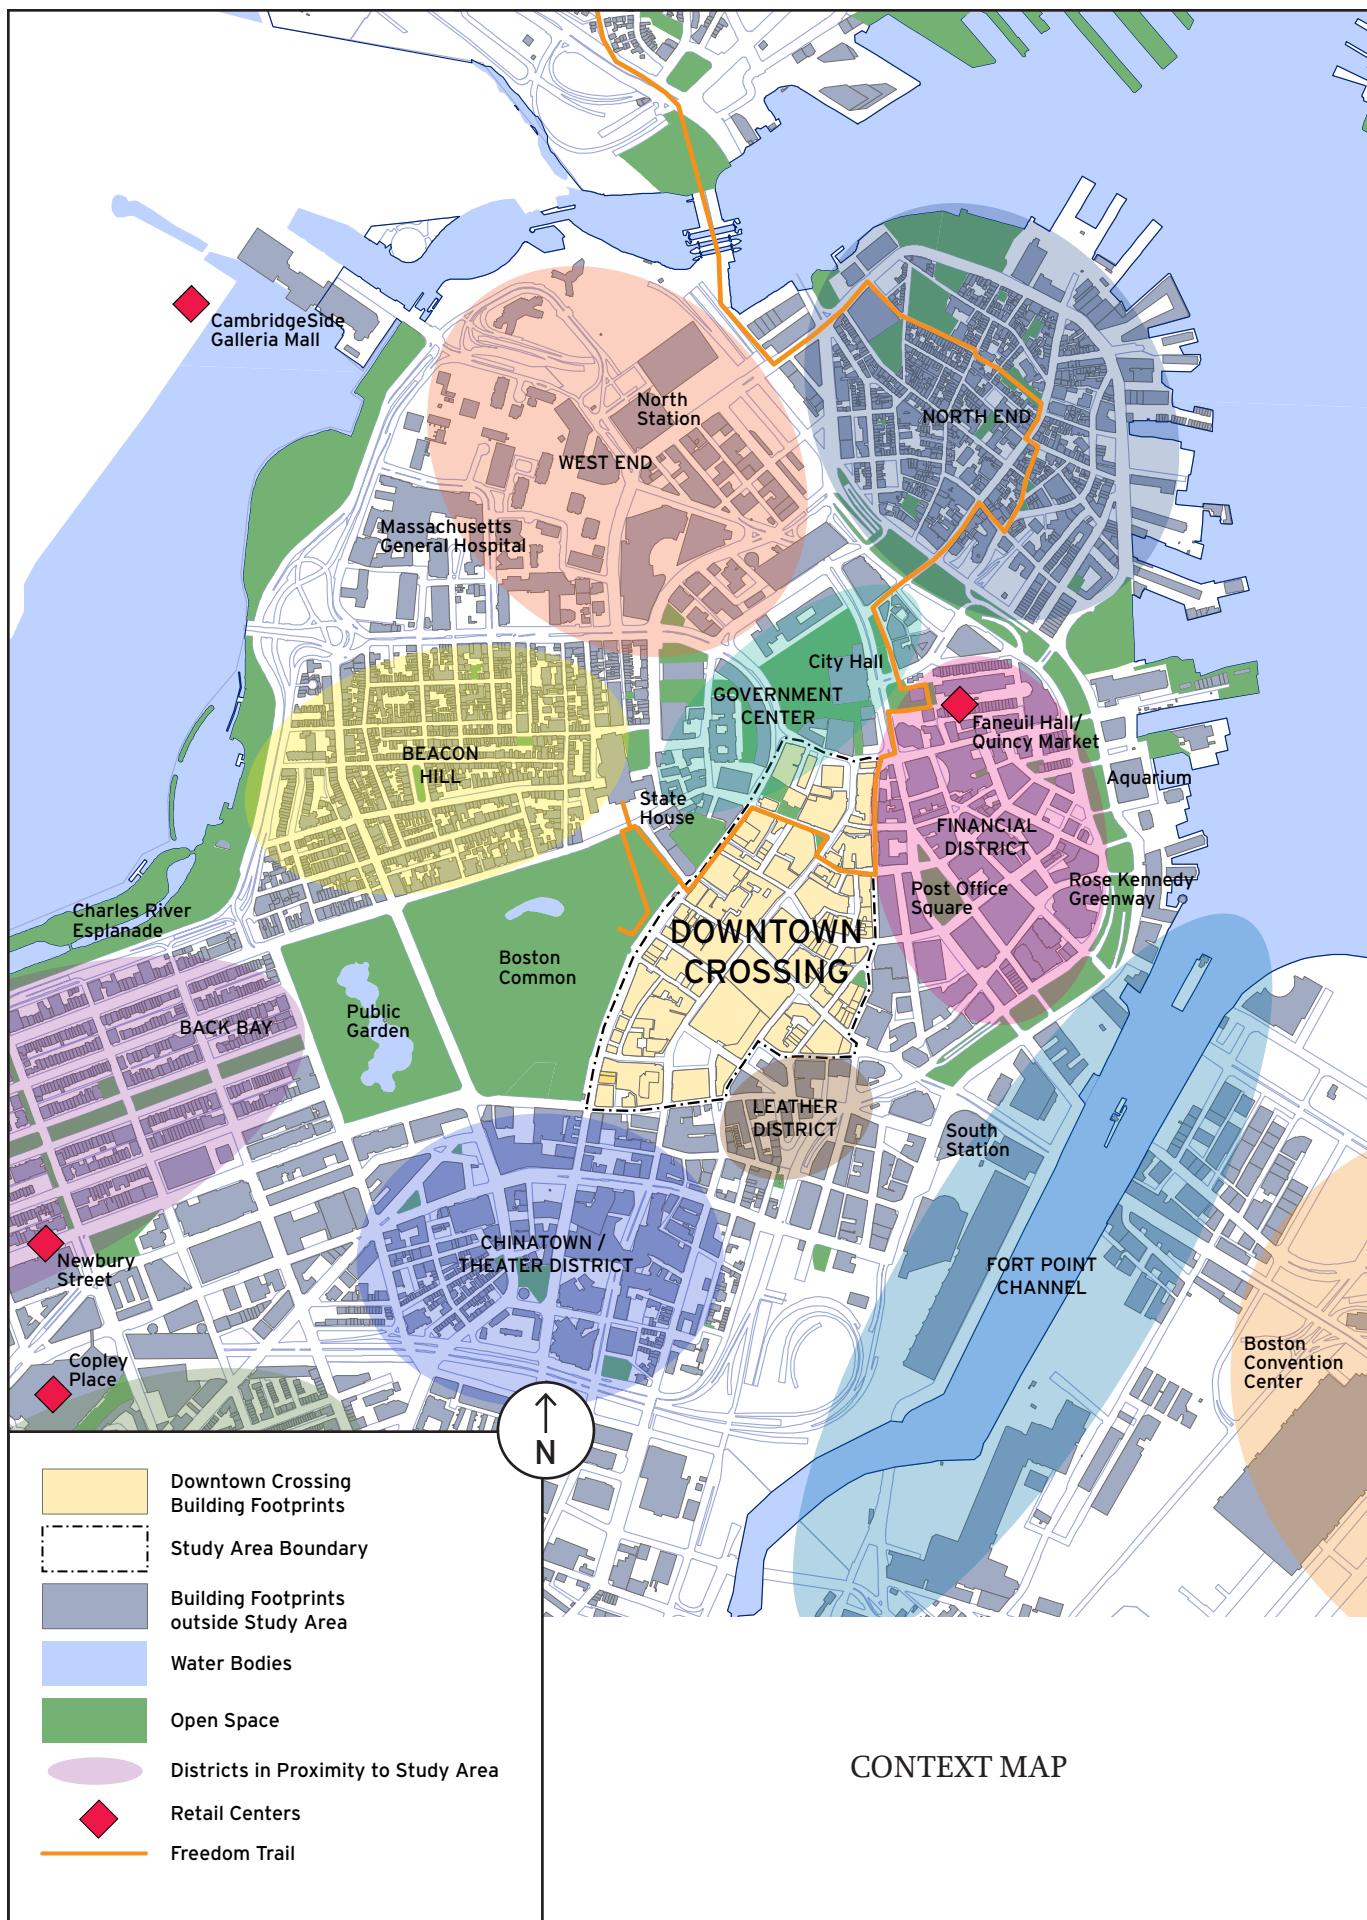 CambridgeSide
Galleria Mall
North
Station
NORTH END
WEST END
Massachusetts
General Hospital
City Hall
GOVERNMENT
CENTER
Faneuil Hall/
Quincy Market
BEACON
HILL
Aquarium
State
House
FINANCIAL
DISTRICT
Post Office
Square
Rose Kennedy
Greenway
Charles River
Esplanade
DOWNTOWN
CROSSING
Boston
Common
Public
Garden
BACK BAY
LEATHER
DISTRICT
South
Station
CHINATOWN /
THEATER DISTRICT
Newbury
Street
FORT POINT
CHANNEL
Boston
Convention
Center
Copley
Place
N
Downtown Crossing
Building Footprints
Study Area Boundary
Building Footprints
outside Study Area
Water Bodies
Open Space
Districts in Proximity to Study Area
Retail Centers
Freedom Trail
CONTEXT MAP